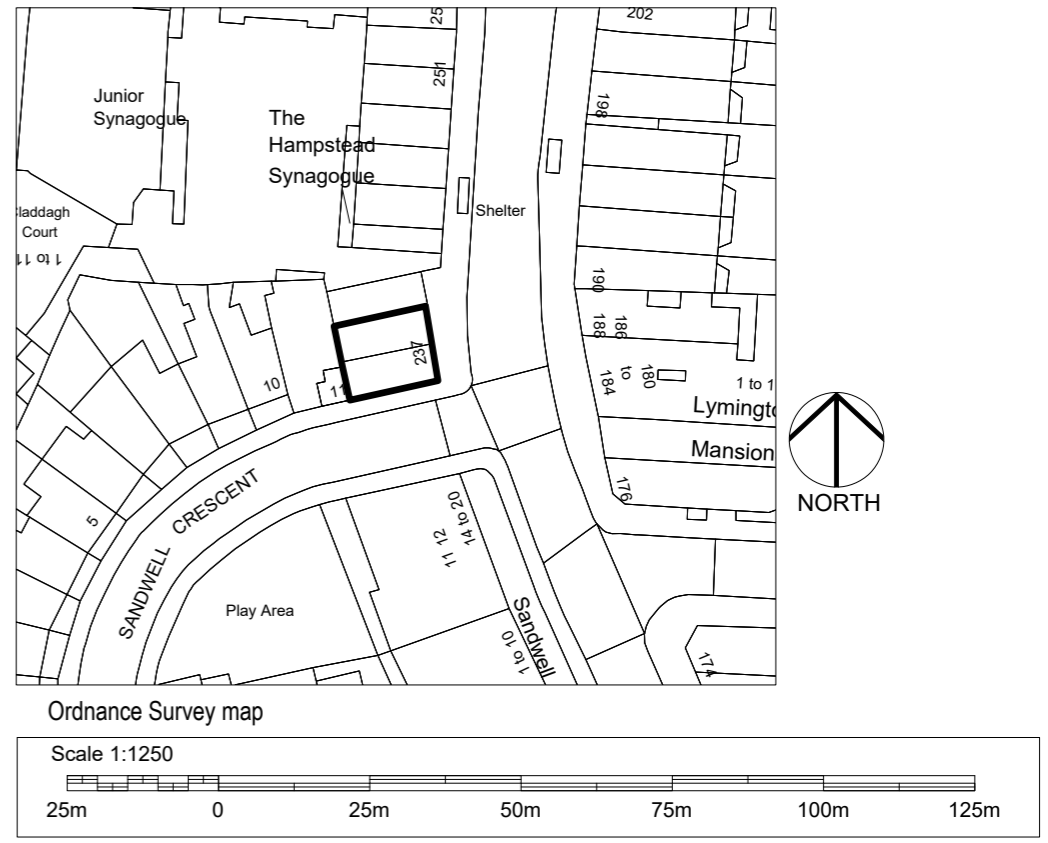 25
202
251
Junior
Synagogue
The
Hampstead
Synagogue
198
laddagh
Court
1 to 11
Shelter
190
188
186
to
180
184
237
10
11
1 to 1
Lymingto
Mansion
176
NORTH
5
SANDWELL CRESCENT
14 to 20
11 12
Play Area
Sandwell
1 to 10
174
Ordnance Survey map
Scale 1:1250
25m 0 25m 50m 75m 100m 125m